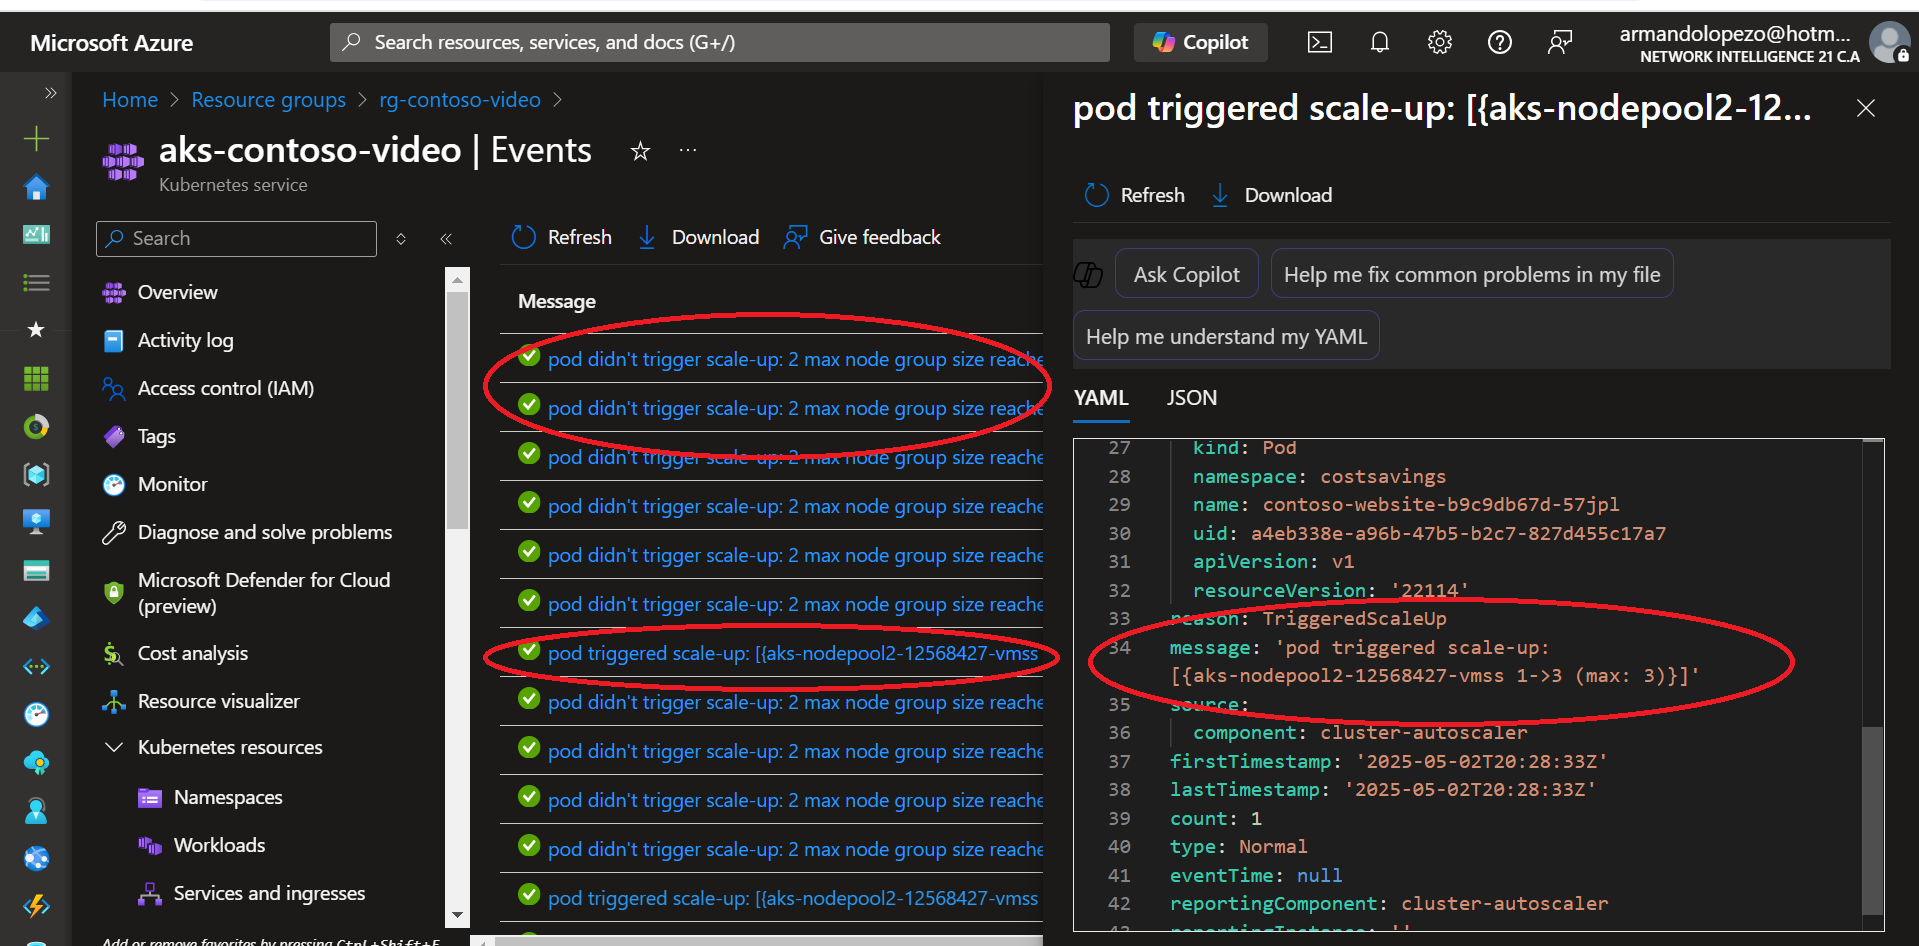 Microsoft Azure
Search resources, services, and docs (G+/)
Copilot
armandolopezo@hotm...
NETWORK INTELLIGENCE 21 C.A
Home > Resource groups > rg-contoso-video >
aks-contoso-video | Events
Kubernetes service
Search
Overview
Activity log
Access control (IAM)
Tags
Monitor
Diagnose and solve problems
Microsoft Defender for Cloud
(preview)
Cost analysis
Resource visualizer
Kubernetes resources
Namespaces
Workloads
Services and ingresses
Add or remove favorites by pressing Ctrl+Shift+F
Refresh
Download
Give feedback
Message
pod didn't trigger scale-up: 2 max node group size reache
pod didn't trigger scale-up: 2 max node group size reache
pod didn't trigger scale-up: 2 max node group size reache
pod didn't trigger scale-up: 2 max node group size reache
pod didn't trigger scale-up: 2 max node group size reache
pod didn't trigger scale-up: 2 max node group size reache
pod triggered scale-up: [{aks-nodepool2-12568427-vmss
pod didn't trigger scale-up: 2 max node group size reache
pod didn't trigger scale-up: 2 max node group size reache
pod didn't trigger scale-up: 2 max node group size reache
pod didn't trigger scale-up: 2 max node group size reache
pod triggered scale-up: [{aks-nodepool2-12568427-vmss
pod triggered scale-up: [{aks-nodepool2-12...
Refresh
Download
Ask Copilot
Help me fix common problems in my file
Help me understand my YAML
YAML
JSON
27 kind: Pod
28 namespace: costsavings
29 name: contoso-website-b9c9db67d-57jpl
30 uid: a4eb338e-a96b-47b5-b2c7-827d455c17a7
31 apiVersion: v1
32 resourceVersion: '22114'
33 reason: TriggeredScaleUp
34 message: 'pod triggered scale-up:
[{aks-nodepool2-12568427-vmss 1->3 (max: 3)}]'
35 source:
36 component: cluster-autoscaler
37 firstTimestamp: '2025-05-02T20:28:33Z'
38 lastTimestamp: '2025-05-02T20:28:33Z'
39 count: 1
40 type: Normal
41 eventTime: null
42 reportingComponent: cluster-autoscaler
43 reportingInstance: ''